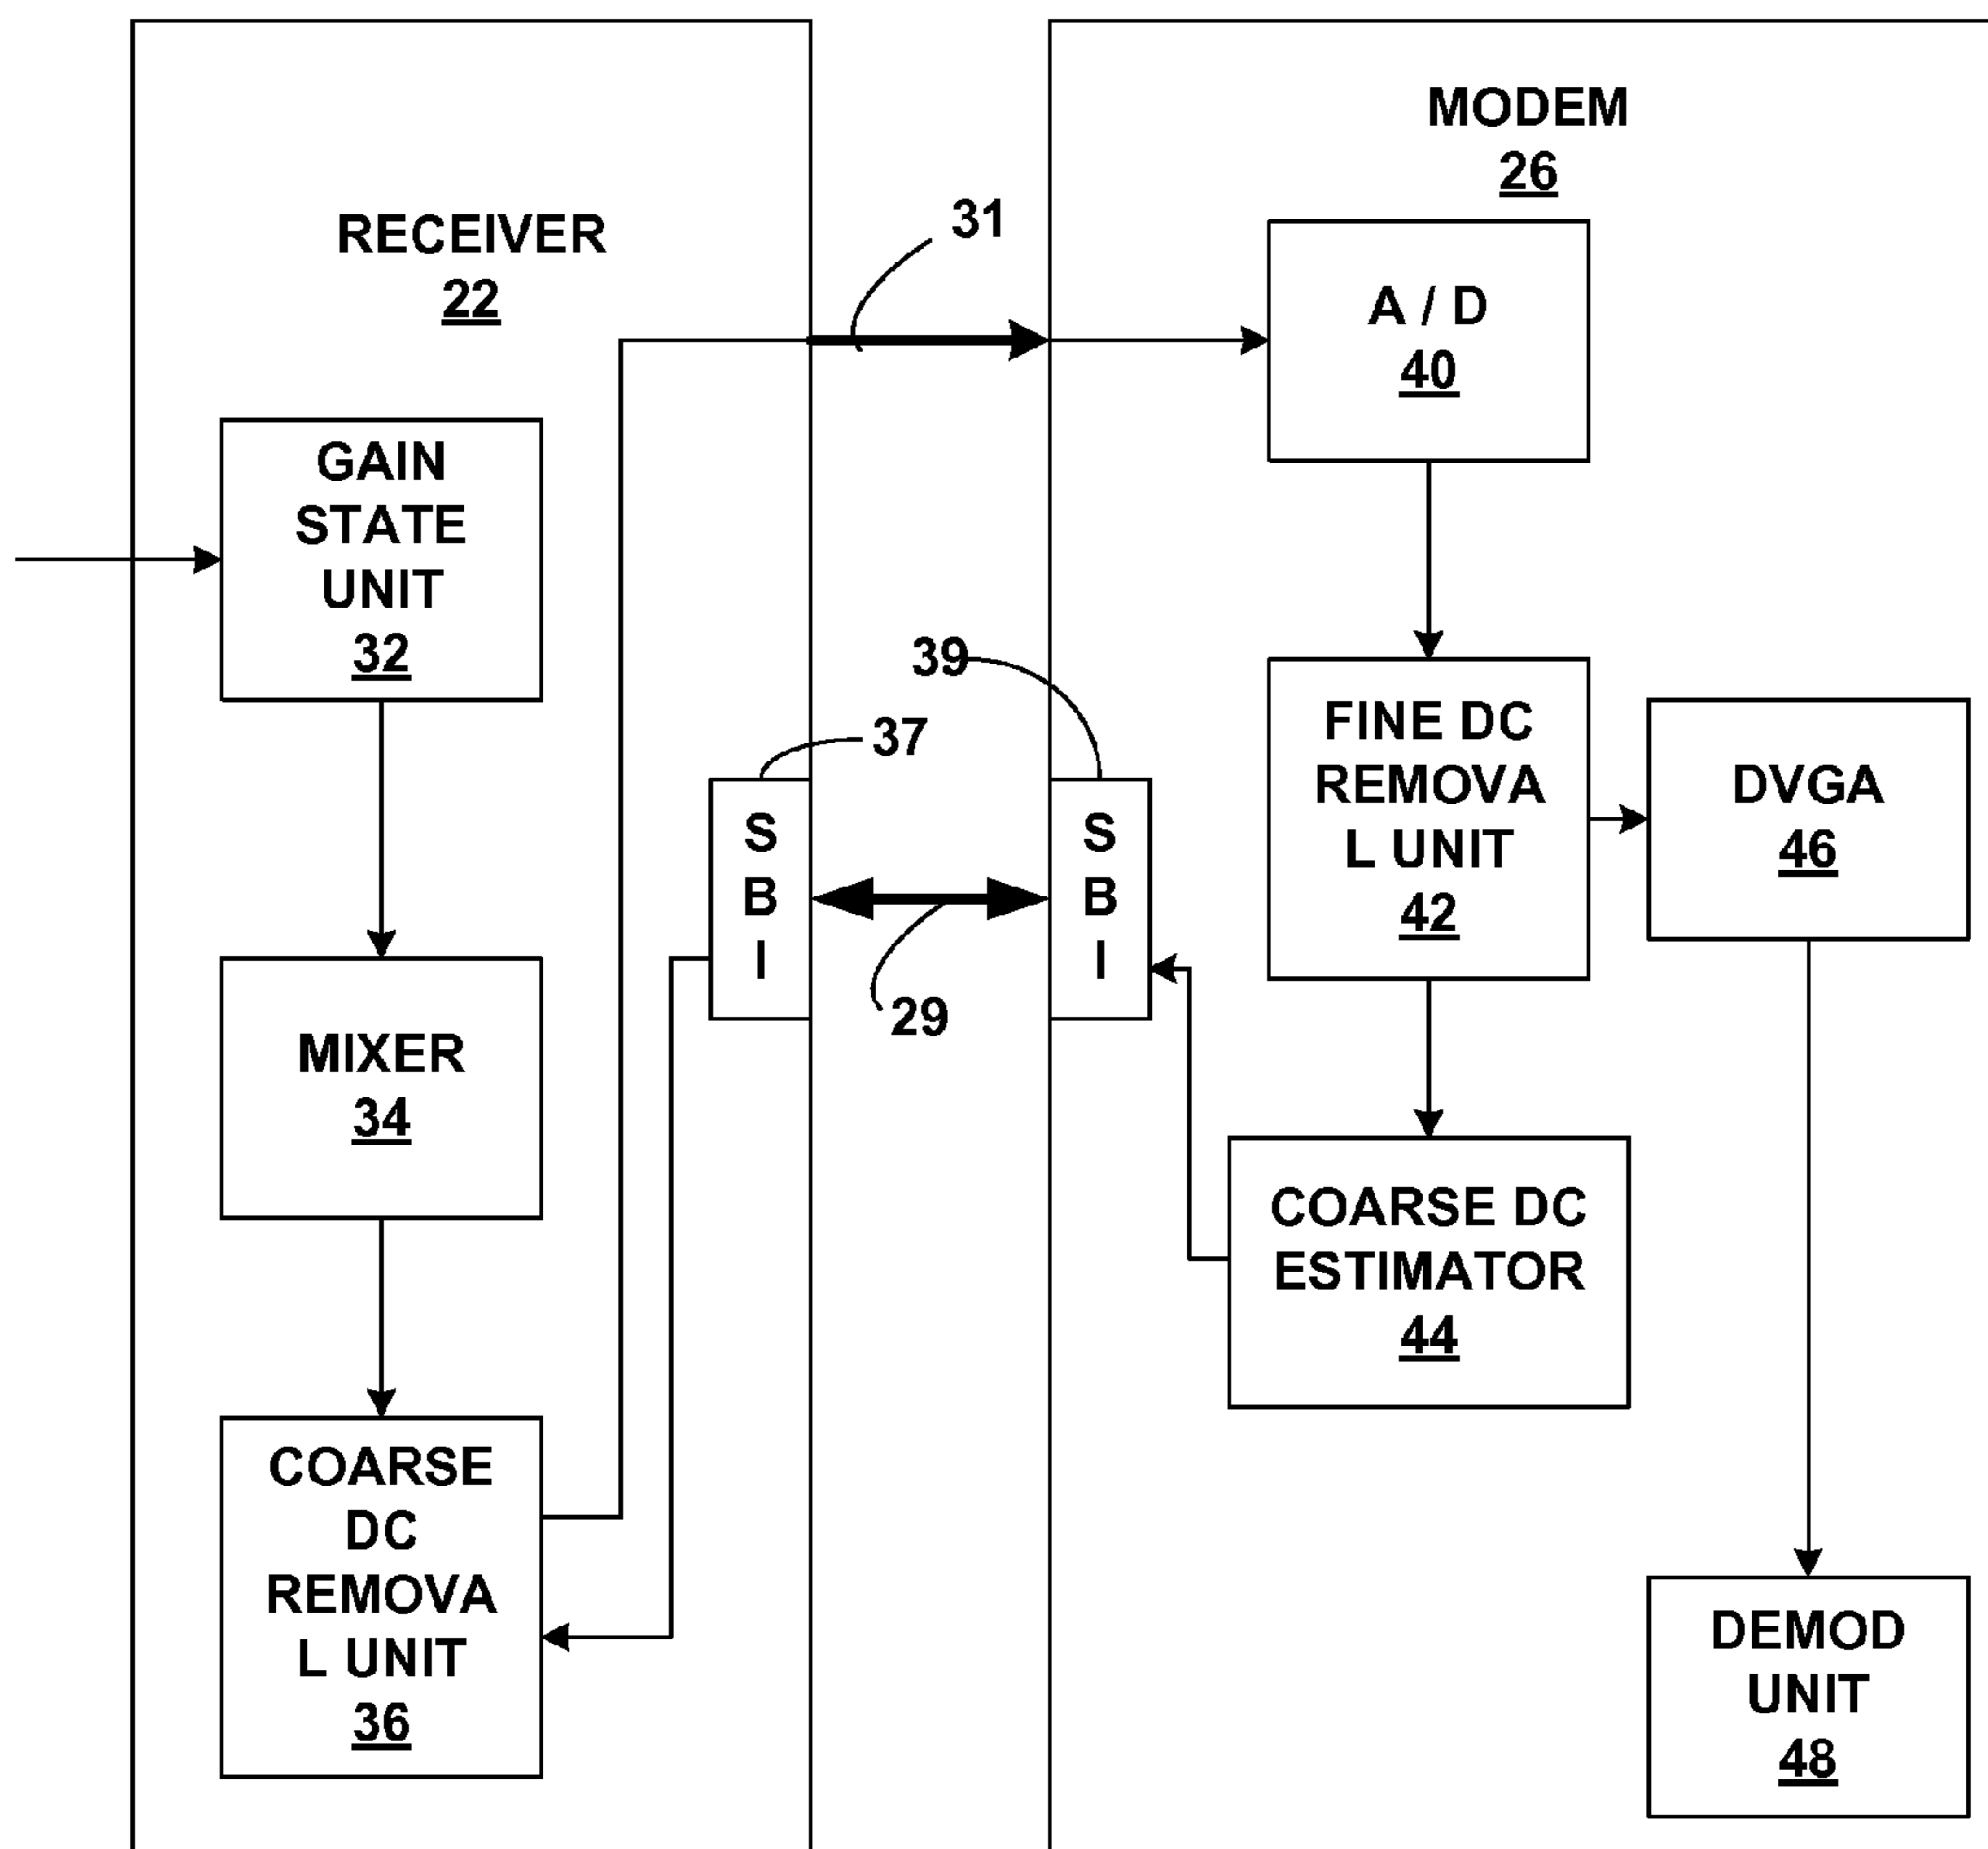 RECEIVER
22
GAIN
STATE
UNIT
32
MIXER
34
COARSE
DC
REMOVA
L UNIT
36
31
37
S
B
I
29
39
S
B
I
MODEM
26
A / D
40
FINE DC
REMOVA
L UNIT
42
COARSE DC
ESTIMATOR
44
DVGA
46
DEMOD
UNIT
48